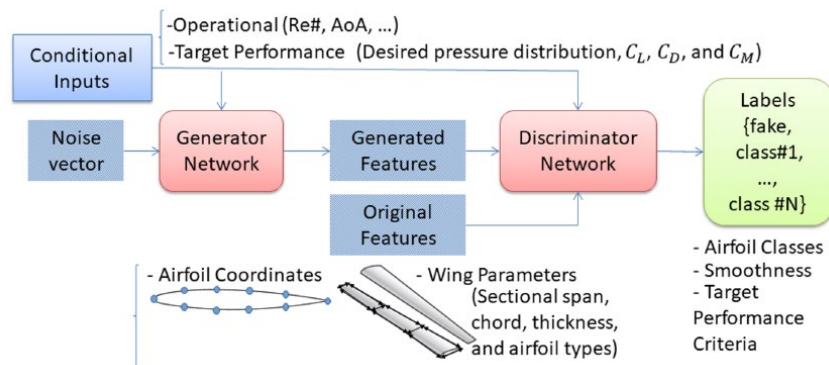 -Operational (Re#, AoA, …)
-Target Performance (Desired pressure distribution, C_L, C_D, and C_M)
Conditional
Inputs
Noise
vector
Generator
Network
Generated
Features
Discriminator
Network
Labels
{fake,
class#1,
…,
class #N}
Original
Features
- Airfoil Coordinates
- Wing Parameters
(Sectional span,
chord, thickness,
and airfoil types)
- Airfoil Classes
- Smoothness
- Target
Performance
Criteria